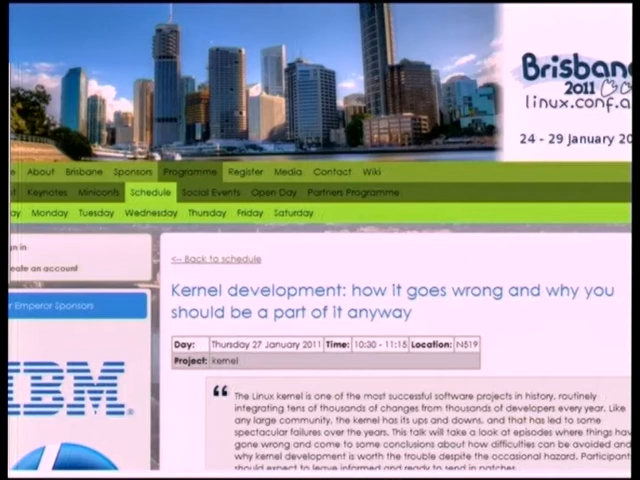 Brisbane
2011
linux.conf.a
24 - 29 January 20
About Brisbane Sponsors Programme Register Media Contact Wiki
Keynotes Miniconfs Schedule Social Events Open Day Partners Programme
ay Monday Tuesday Wednesday Thursday Friday Saturday
gn in
eate an account
<-- Back to schedule
r Emperor Sponsors
Kernel development: how it goes wrong and why you
should be a part of it anyway
Day: Thursday 27 January 2011 Time: 10:30 - 11:15 Location: N519
Project: kernel
IBM
“ The Linux kernel is one of the most successful software projects in history, routinely
integrating tens of thousands of changes from thousands of developers every year. Like
any large community, the kernel has its ups and downs, and that has led to some
spectacular failures over the years. This talk will take a look at episodes where things hav
gone wrong and come to some conclusions about how difficulties can be avoided and
why kernel development is worth the trouble despite the occasional hazard. Participant
should expect to leave informed and ready to send in patches.